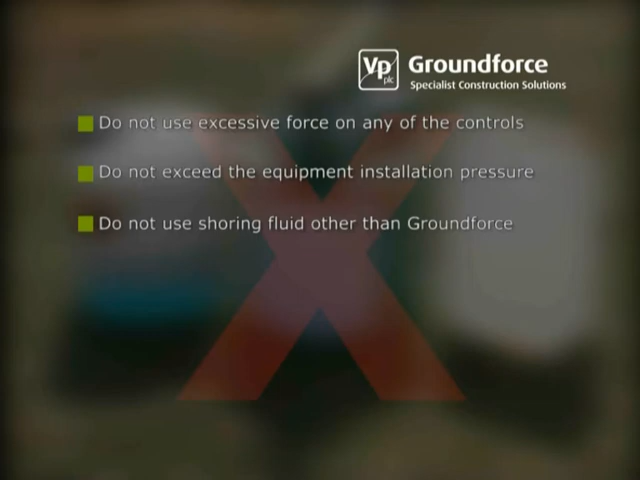 Vp plc
Groundforce
Specialist Construction Solutions
Do not use excessive force on any of the controls
Do not exceed the equipment installation pressure
Do not use shoring fluid other than Groundforce